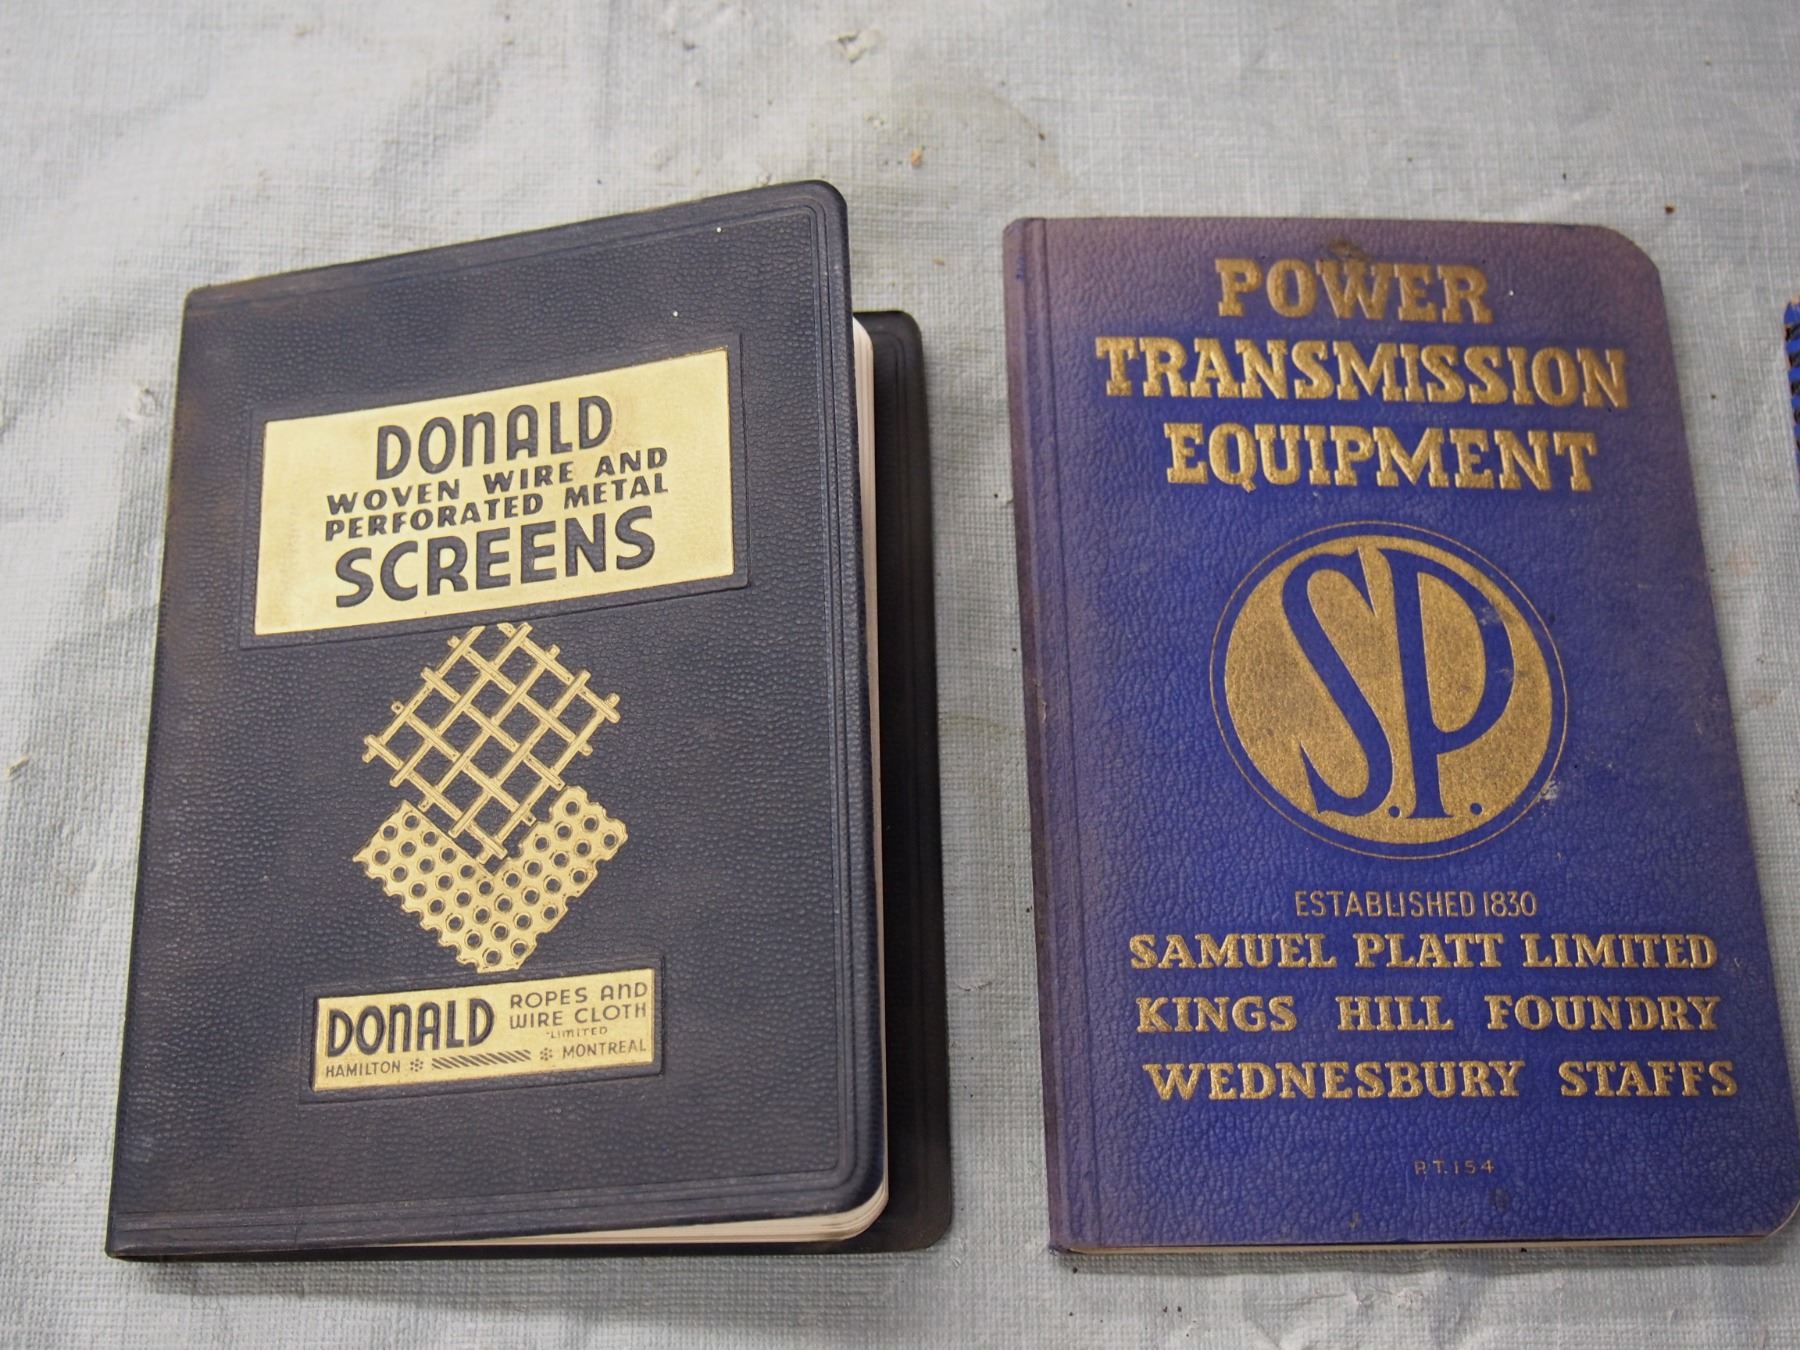 DONALD
WOVEN WIRE AND
PERFORATED METAL
SCREENS
DONALD
ROPES AND
WIRE CLOTH
LIMITED
HAMILTON
MONTREAL
POWER
TRANSMISSION
EQUIPMENT
S.P.
ESTABLISHED 1830
SAMUEL PLATT LIMITED
KINGS HILL FOUNDRY
WEDNESBURY STAFFS
P.T.154